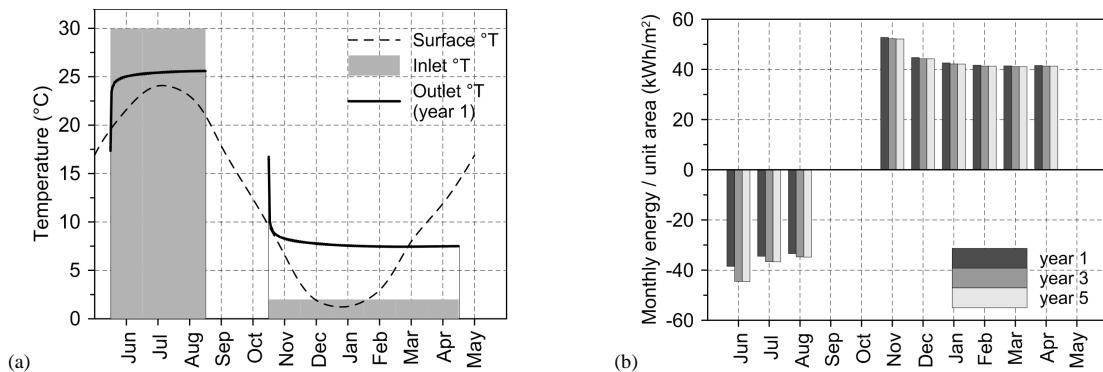 30
25
20
15
10
5
0
Temperature (°C)
Surface °T
Inlet °T
Outlet °T
(year 1)
Jun
Jul
Aug
Sep
Oct
Nov
Dec
Jan
Feb
Mar
Apr
May
(a)
60
40
20
0
-20
-40
-60
Monthly energy / unit area (kWh/m²)
year 1
year 3
year 5
Jun
Jul
Aug
Sep
Oct
Nov
Dec
Jan
Feb
Mar
Apr
May
(b)